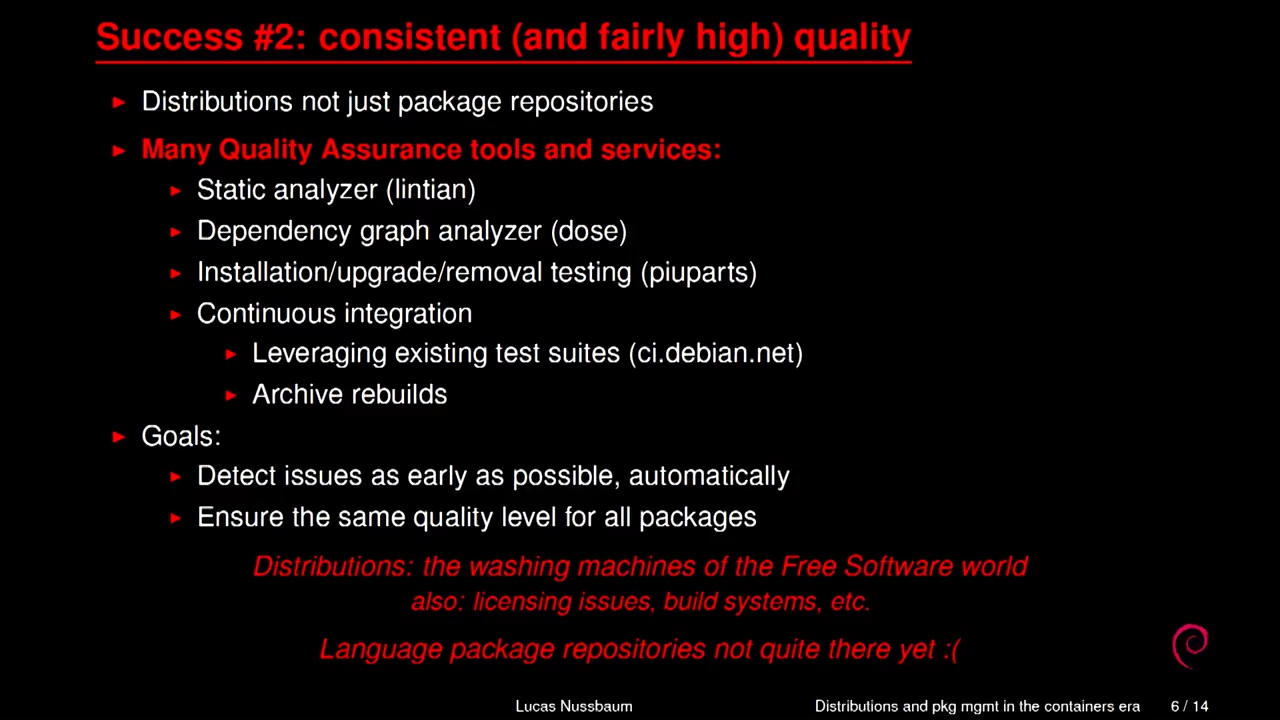 Success #2: consistent (and fairly high) quality
Distributions not just package repositories
Many Quality Assurance tools and services:
Static analyzer (lintian)
Dependency graph analyzer (dose)
Installation/upgrade/removal testing (piuparts)
Continuous integration
Leveraging existing test suites (ci.debian.net)
Archive rebuilds
Goals:
Detect issues as early as possible, automatically
Ensure the same quality level for all packages
Distributions: the washing machines of the Free Software world
also: licensing issues, build systems, etc.
Language package repositories not quite there yet :(
Lucas Nussbaum Distributions and pkg mgmt in the containers era 6 / 14